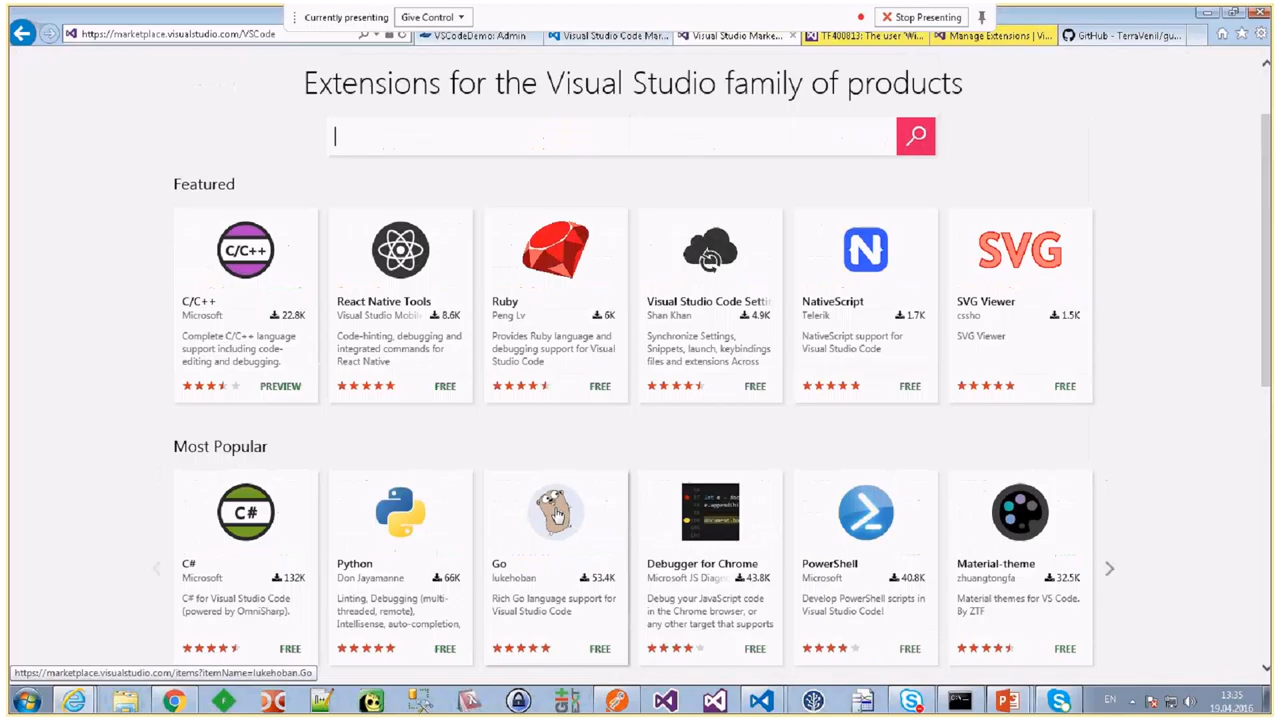 Currently presenting
Give Control
Stop Presenting
https://marketplace.visualstudio.com/VSCode
VSCodeDemo: Admin
Visual Studio Code Mar...
Visual Studio Marke...
TF400813: The user 'Wi...
Manage Extensions | Vi...
GitHub - TerraVenil/gu...
Extensions for the Visual Studio family of products
Featured
C/C++
C/C++
Microsoft
22.8K
Complete C/C++ language
support including code-
editing and debugging.
PREVIEW
React Native Tools
Visual Studio Mobile
8.6K
Code-hinting, debugging and
integrated commands for
React Native
FREE
Ruby
Peng Lv
6K
Provides Ruby language and
debugging support for Visual
Studio Code
FREE
Visual Studio Code Setti
Shan Khan
4.9K
Synchronize Settings,
Snippets, launch, keybindings
files and extensions Across
FREE
N
NativeScript
Telerik
1.7K
NativeScript support for
Visual Studio Code
FREE
SVG
SVG Viewer
cssho
1.5K
SVG Viewer
FREE
Most Popular
C#
C#
Microsoft
132K
C# for Visual Studio Code
(powered by OmniSharp).
FREE
Python
Don Jayamanne
66K
Linting, Debugging (multi-
threaded, remote),
Intellisense, auto-completion,
FREE
Go
lukehoban
53.4K
Rich Go language support for
Visual Studio Code
FREE
Debugger for Chrome
Microsoft JS Diagn
43.8K
Debug your JavaScript code
in the Chrome browser, or
any other target that supports
FREE
PowerShell
Microsoft
40.8K
Develop PowerShell scripts in
Visual Studio Code!
FREE
Material-theme
zhuangtongfa
32.5K
Material themes for VS Code.
By ZTF
FREE
https://marketplace.visualstudio.com/items?itemName=lukehoban.Go
EN
13:35
19.04.2016